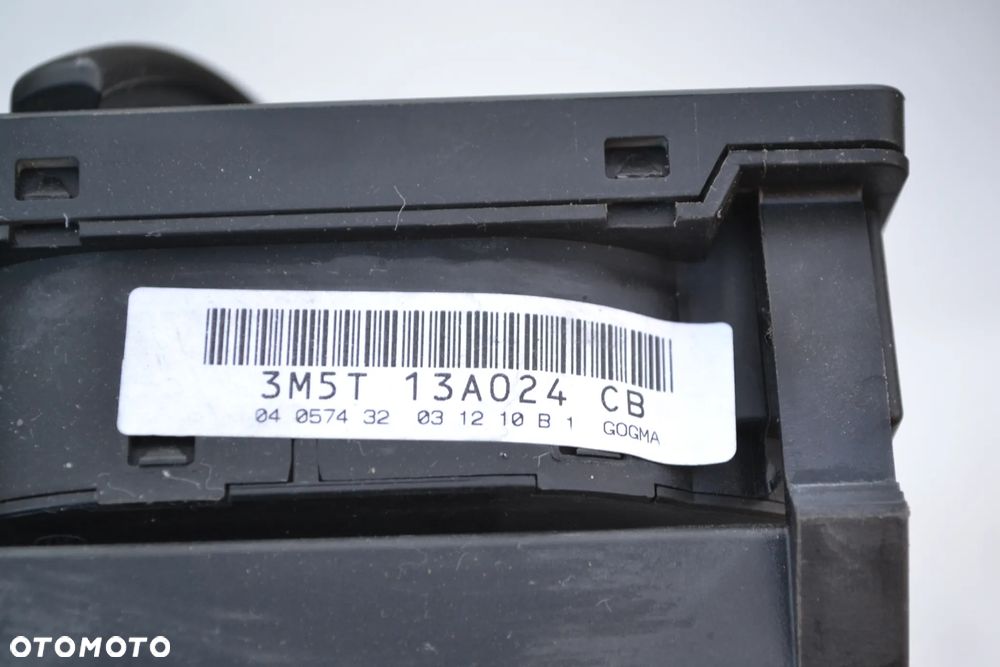 3M5T 13A024 CB
04 0574 32 03 12 10 B 1 GOGMA
OTOMOTO